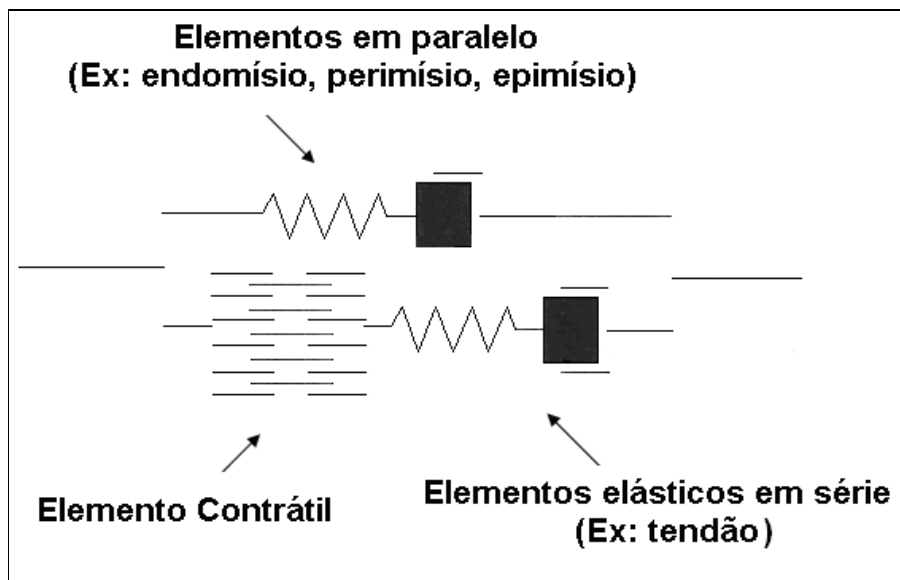 Elementos em paralelo
(Ex: endomísio, perimísio, epimísio)
Elemento Contrátil
Elementos elásticos em série
(Ex: tendão)